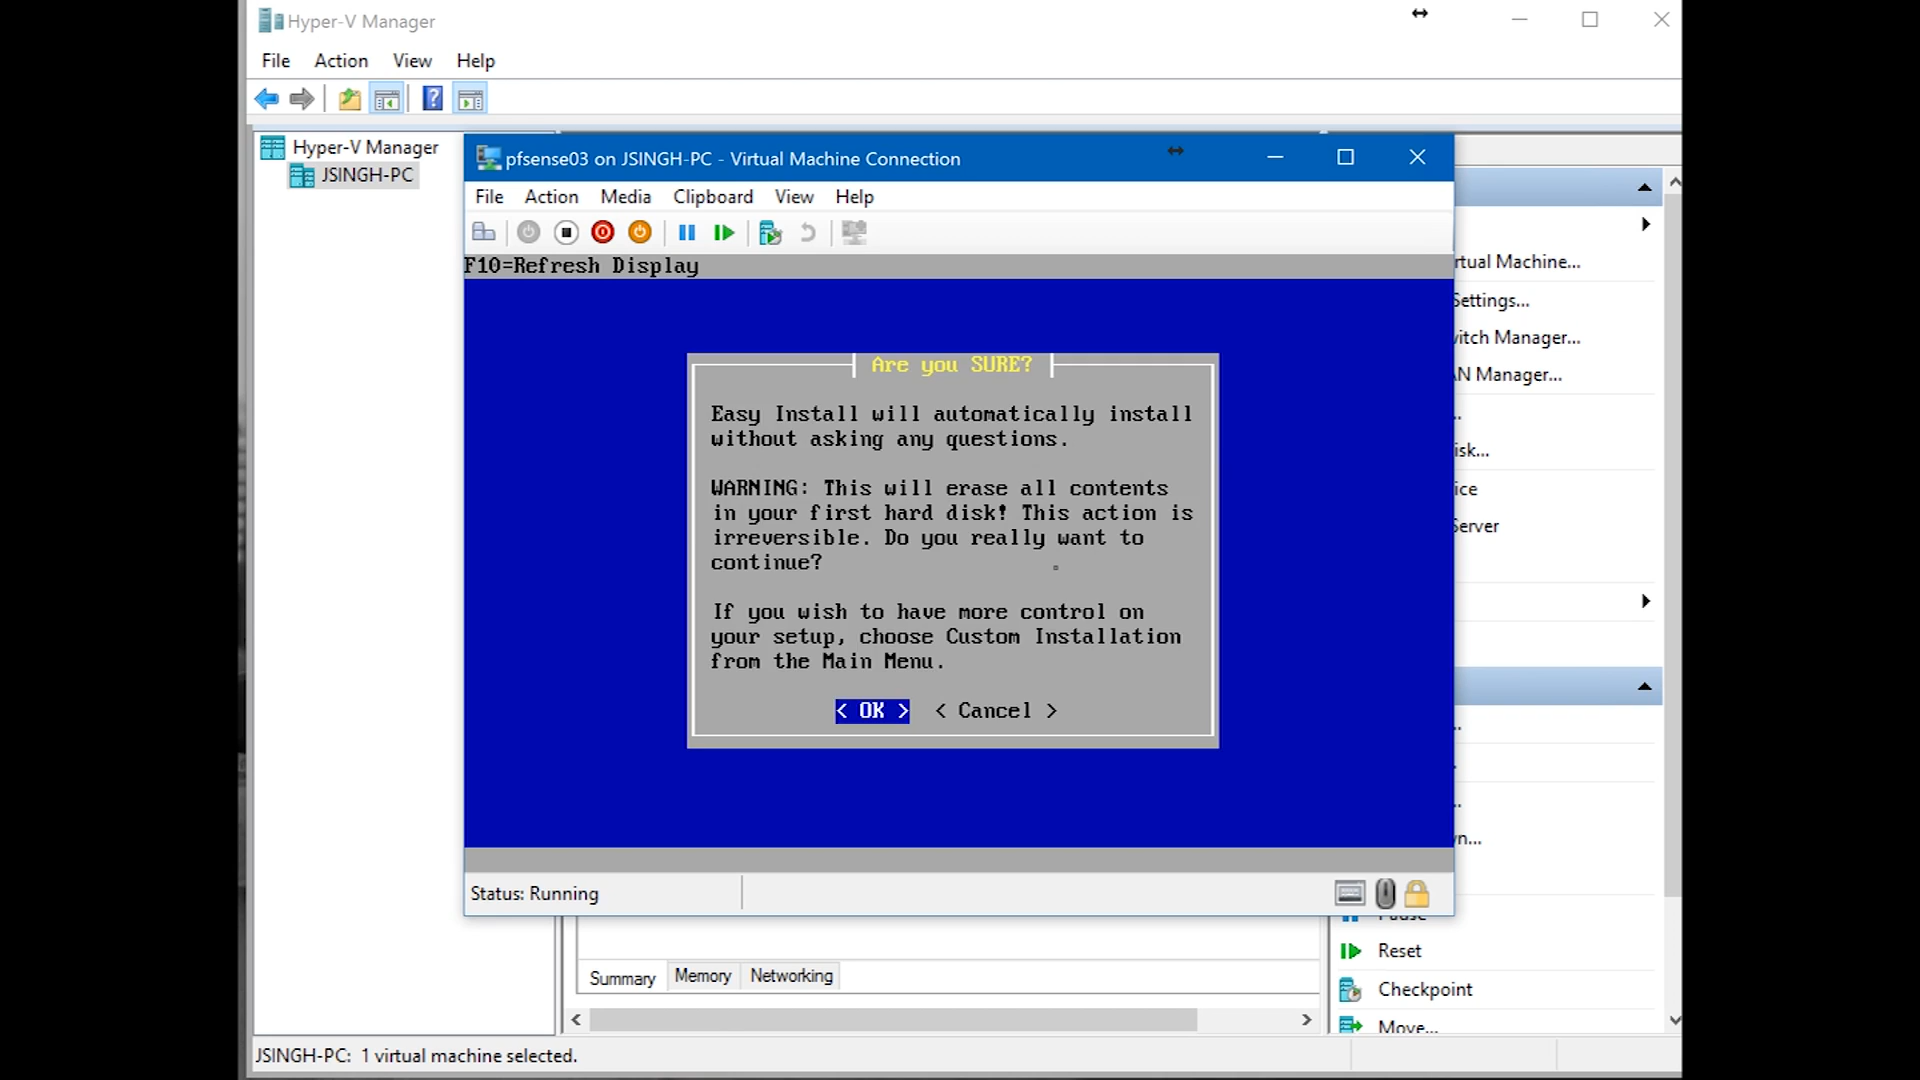 Hyper-V Manager
File Action View Help
Hyper-V Manager
JSINGH-PC
pfsense03 on JSINGH-PC - Virtual Machine Connection
File Action Media Clipboard View Help
F10=Refresh Display
Are you SURE?
Easy Install will automatically install
without asking any questions.
WARNING: This will erase all contents
in your first hard disk! This action is
irreversible. Do you really want to
continue?
If you wish to have more control on
your setup, choose Custom Installation
from the Main Menu.
< OK > < Cancel >
Status: Running
rtual Machine...
Settings...
itch Manager...
AN Manager...
isk...
ice
Server
n...
Pause
Reset
Checkpoint
Move...
Summary Memory Networking
JSINGH-PC: 1 virtual machine selected.